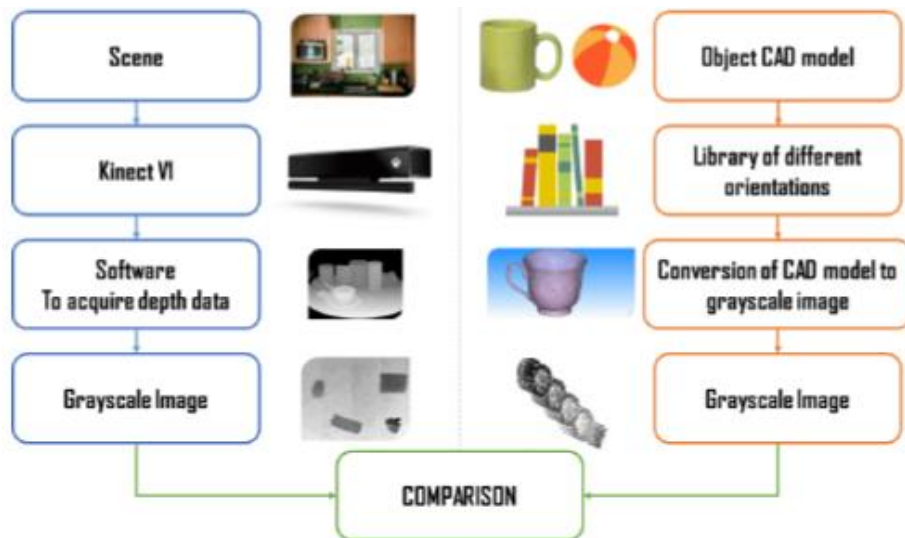 Scene
Object CAD model
Kinect VI
Library of different
orientations
Software
To acquire depth data
Conversion of CAD model to
grayscale image
Grayscale Image
Grayscale Image
COMPARISON